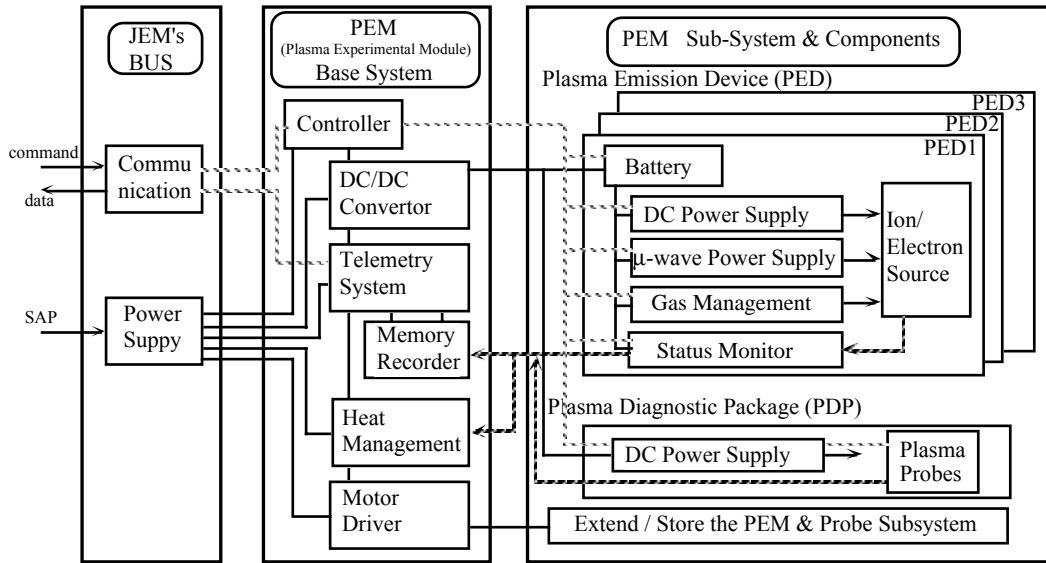 JEM's
BUS
command
data
Commu
nication
SAP
Power
Suppy
PEM
(Plasma Experimental Module)
Base System
Controller
DC/DC
Convertor
Telemetry
System
Memory
Recorder
Heat
Management
Motor
Driver
PEM Sub-System & Components
Plasma Emission Device (PED)
PED3
PED2
PED1
Battery
DC Power Supply
μ-wave Power Supply
Gas Management
Status Monitor
Ion/
Electron
Source
Plasma Diagnostic Package (PDP)
DC Power Supply
Plasma
Probes
Extend / Store the PEM & Probe Subsystem